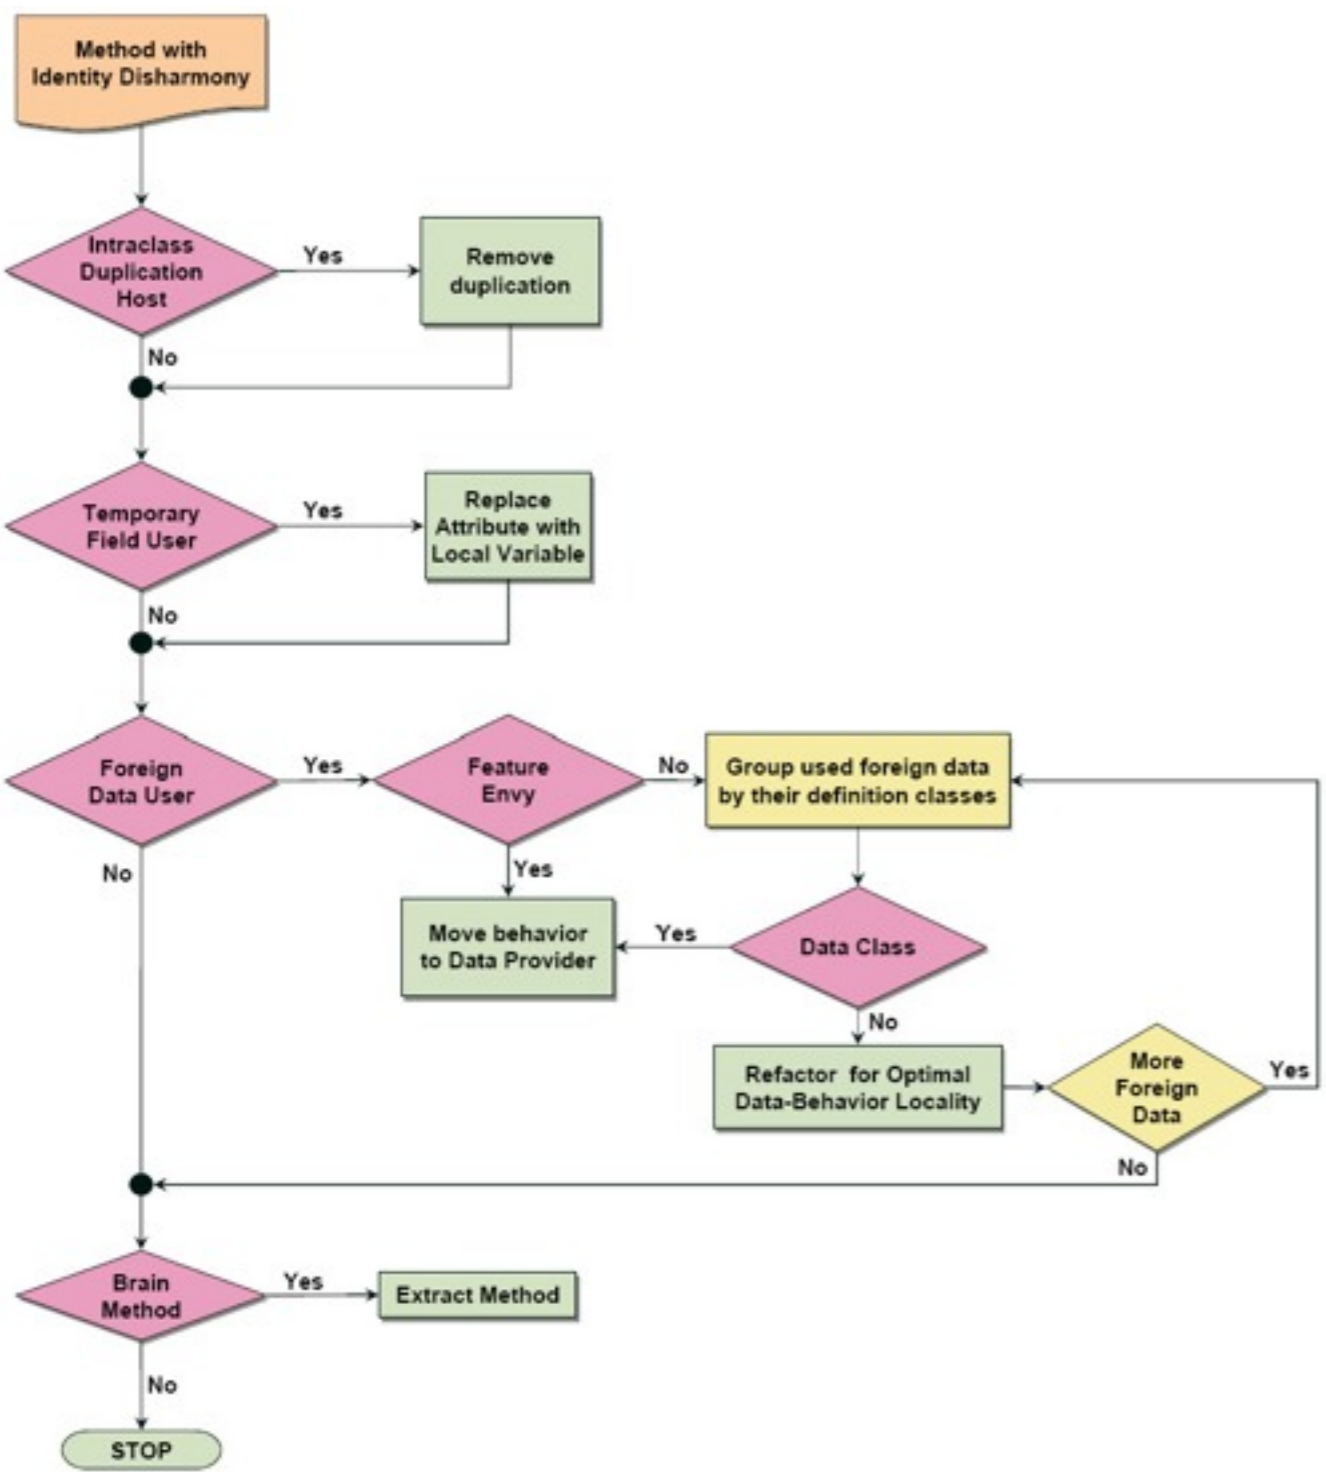 Method with
Identity Disharmony
Intraclass
Duplication
Host
Yes
Remove
duplication
No
Temporary
Field User
Yes
Replace
Attribute with
Local Variable
No
Foreign
Data User
Yes
Feature
Envy
No
Group used foreign data
by their definition classes
No
Yes
Move behavior
to Data Provider
Yes
Data Class
No
Refactor for Optimal
Data-Behavior Locality
More
Foreign
Data
Yes
No
Brain
Method
Yes
Extract Method
No
STOP